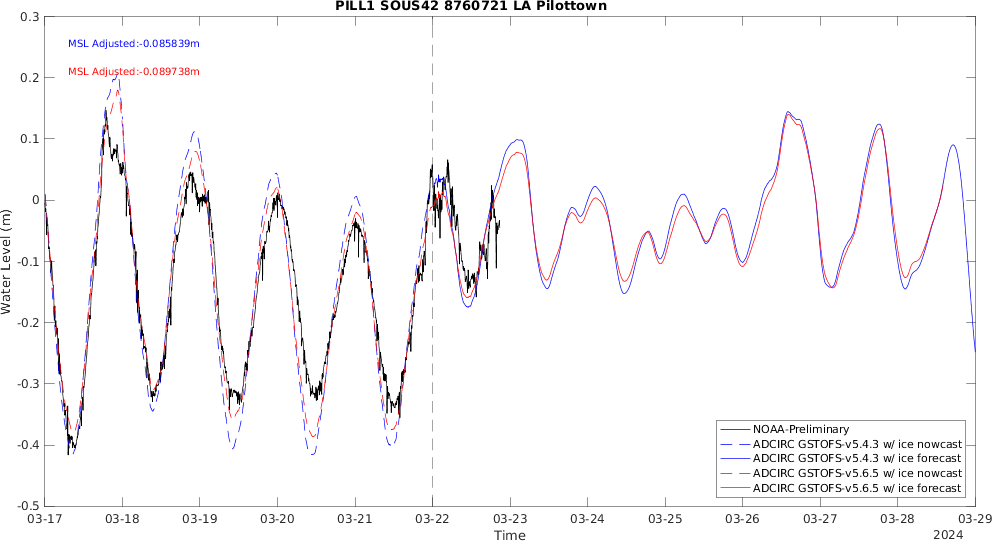 PILL1 SOUS42 8760721 LA Pilottown
MSL Adjusted:-0.085839m
MSL Adjusted:-0.089738m
0.3
0.2
0.1
0
-0.1
-0.2
-0.3
-0.4
-0.5
Water Level (m)
NOAA-Preliminary
ADCIRC GSTOFS-v5.4.3 w/ ice nowcast
ADCIRC GSTOFS-v5.4.3 w/ ice forecast
ADCIRC GSTOFS-v5.6.5 w/ ice nowcast
ADCIRC GSTOFS-v5.6.5 w/ ice forecast
03-17 03-18 03-19 03-20 03-21 03-22 03-23 03-24 03-25 03-26 03-27 03-28 03-29
Time
2024